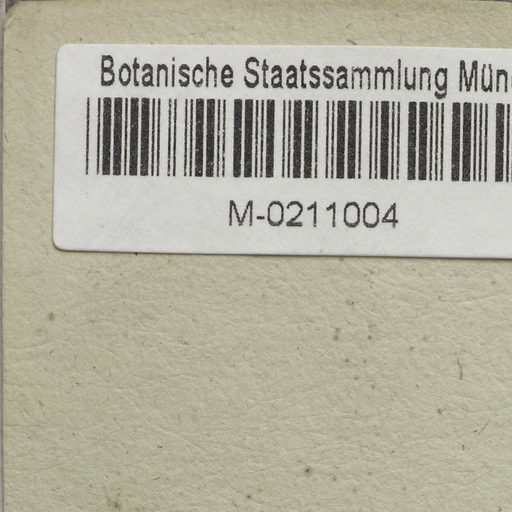 Botanische Staatssammlung Mün
M-0211004